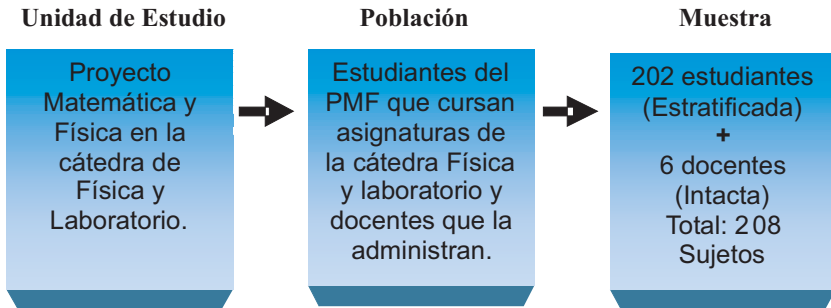 Unidad de Estudio
Proyecto
Matemática y
Física en la
cátedra de
Física y
Laboratorio.
Población
Estudiantes del
PMF que cursan
asignaturas de
la cátedra Física
y laboratorio y
docentes que la
administran.
Muestra
202 estudiantes
(Estratificada)
+
6 docentes
(Intacta)
Total: 208
Sujetos